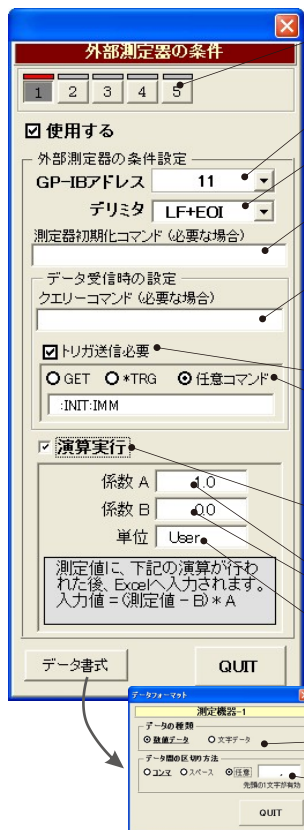 外部測定器の条件
1 2 3 4 5
使用する
外部測定器の条件設定
GP-IBアドレス 11
デリミタ LF+EOI
測定器初期化コマンド (必要な場合)
データ受信時の設定
クエリーコマンド (必要な場合)
トリガ送信必要
GET *TRG 任意コマンド
:INIT:IMM
演算実行
係数 A 1.0
係数 B 0.0
単位 User
測定値に、下記の演算が行わ
れた後、Excelへ入力されます。
入力値=(測定値-B)*A
データ書式 QUIT
データフォーマット
測定機器-1
データの種類
数値データ 文字データ
データ間の区切り方法
コンマ スペース 任意 ,
先頭の1文字が有効
QUIT